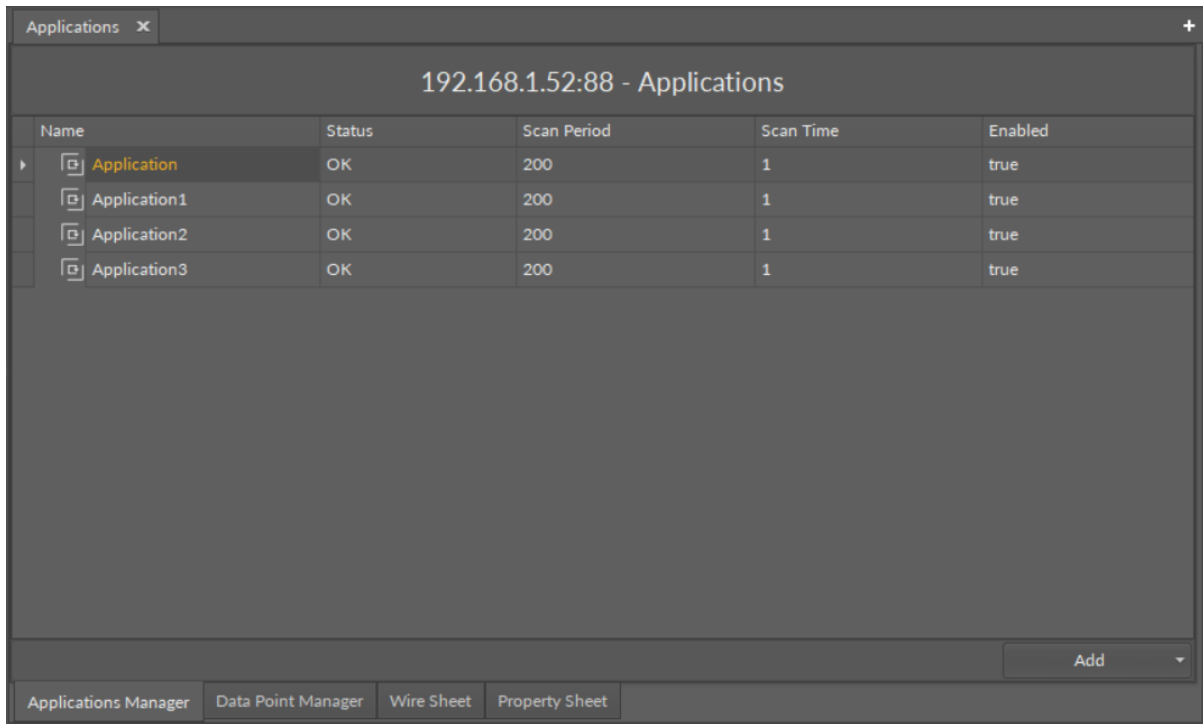 Applications
192.168.1.52:88 - Applications
Name Status Scan Period Scan Time Enabled
Application OK 200 1 true
Application1 OK 200 1 true
Application2 OK 200 1 true
Application3 OK 200 1 true
Add
Applications Manager Data Point Manager Wire Sheet Property Sheet